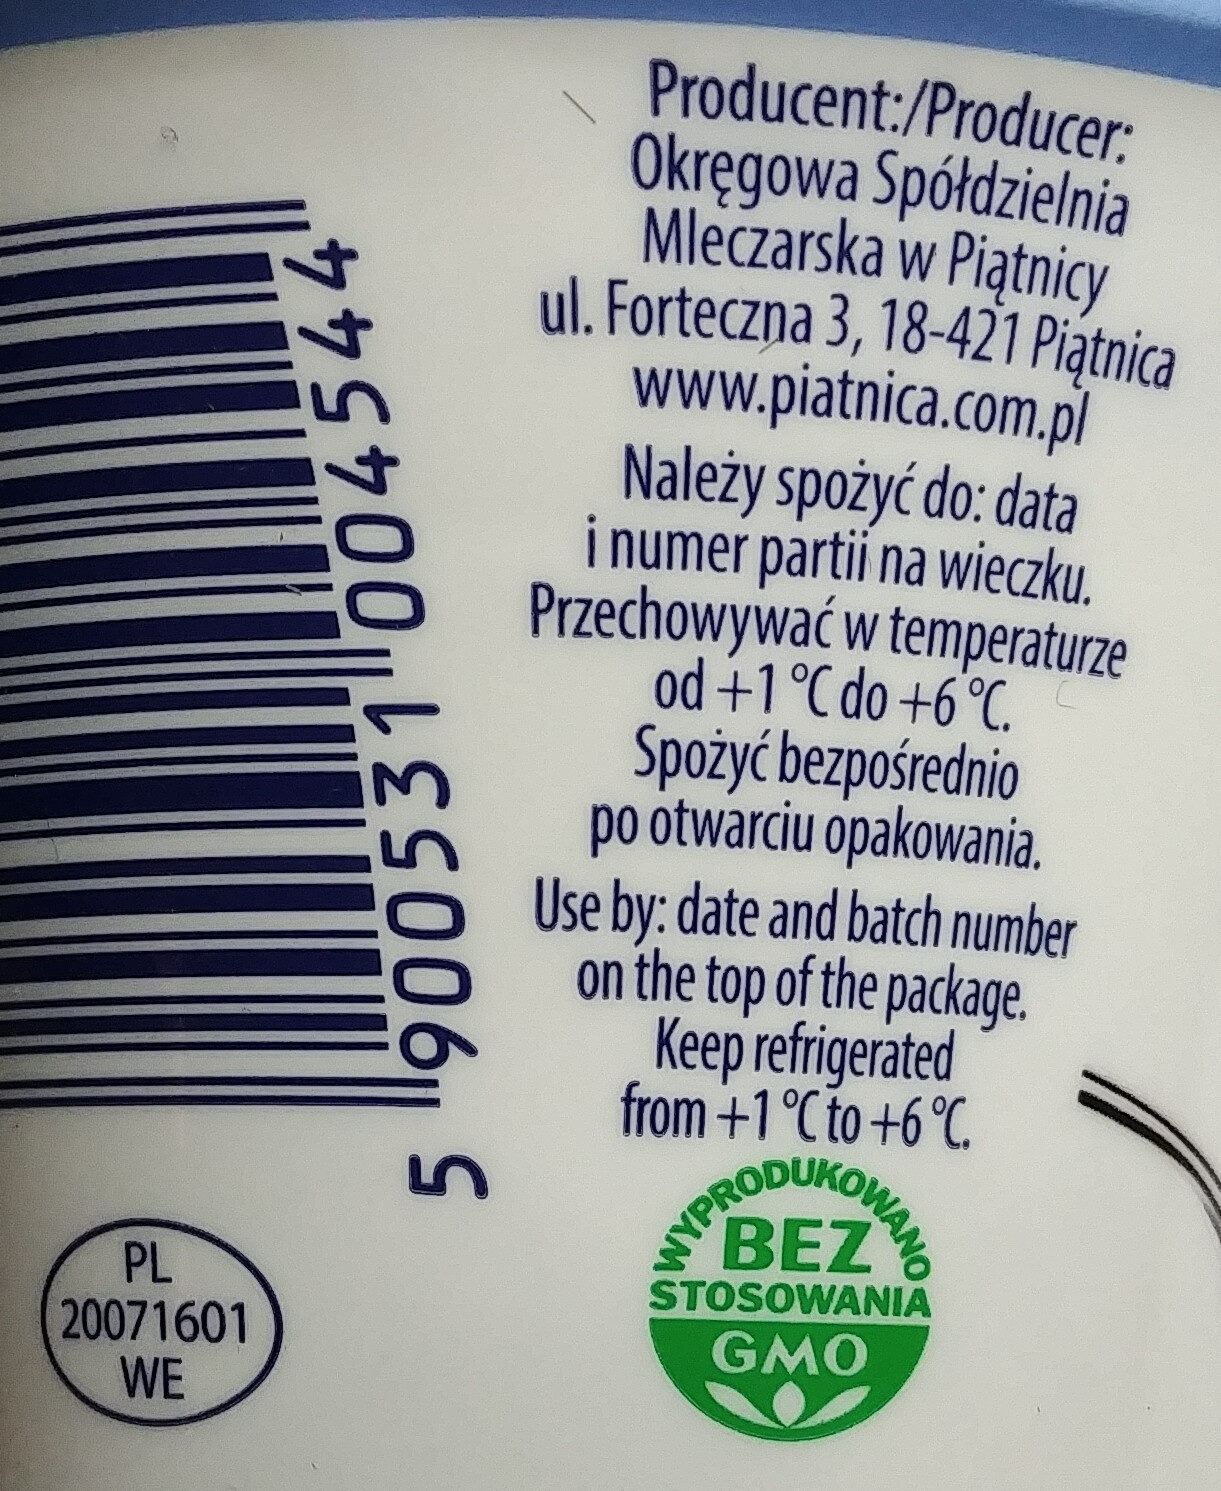 Producent:/Producer:
Okręgowa Spółdzielnia
Mleczarska w Piątnicy
ul. Forteczna 3, 18-421 Piątnica
www.piatnica.com.pl
Należy spożyć do: data
i numer partii na wieczku.
Przechowywać w temperaturze
od +1 °C do +6 °C.
Spożyć bezpośrednio
po otwarciu opakowania.
Use by: date and batch number
on the top of the package.
Keep refrigerated
from +1 °C to +6 °C.
5 900531 004544
PL
20071601
WE
WYPRODUKOWANO
BEZ
STOSOWANIA
GMO